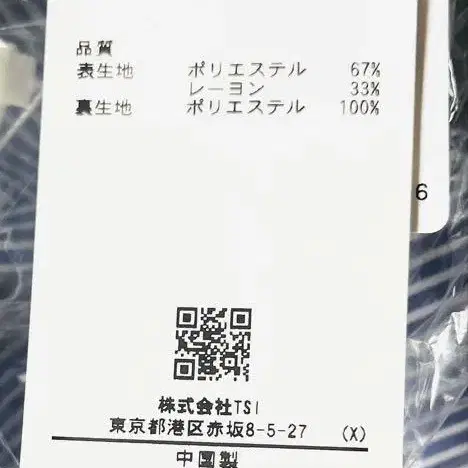 品質
表生地 ポリエステル 67%
レーヨン 33%
裏生地 ポリエステル 100%
6
株式会社TSI
東京都港区赤坂8-5-27 (X)
中国製